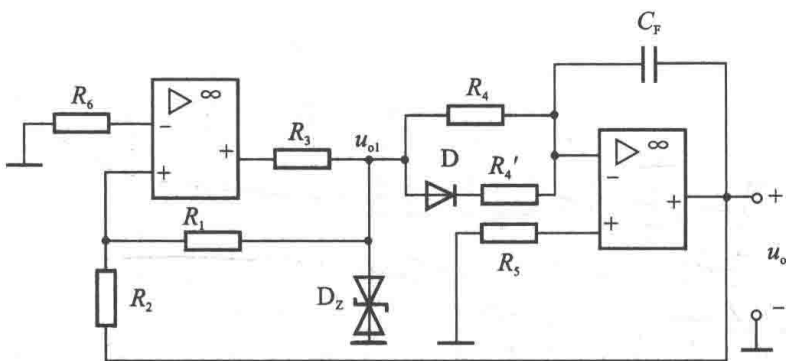 C_F
R_6
▷ ∞
−
+
+
R_3
u_o1
R_4
D
R_4'
▷ ∞
−
+
+
R_1
R_2
D_Z
R_5
+
u_o
−